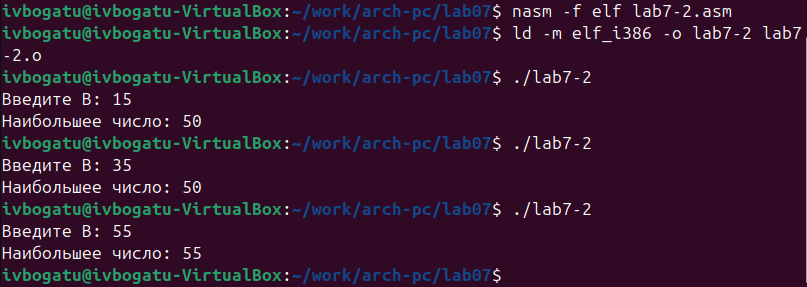 ivbogatu@ivbogatu-VirtualBox:~/work/arch-pc/lab07$ nasm -f elf lab7-2.asm
ivbogatu@ivbogatu-VirtualBox:~/work/arch-pc/lab07$ ld -m elf_i386 -o lab7-2 lab7
-2.o
ivbogatu@ivbogatu-VirtualBox:~/work/arch-pc/lab07$ ./lab7-2
Введите B: 15
Наибольшее число: 50
ivbogatu@ivbogatu-VirtualBox:~/work/arch-pc/lab07$ ./lab7-2
Введите B: 35
Наибольшее число: 50
ivbogatu@ivbogatu-VirtualBox:~/work/arch-pc/lab07$ ./lab7-2
Введите B: 55
Наибольшее число: 55
ivbogatu@ivbogatu-VirtualBox:~/work/arch-pc/lab07$